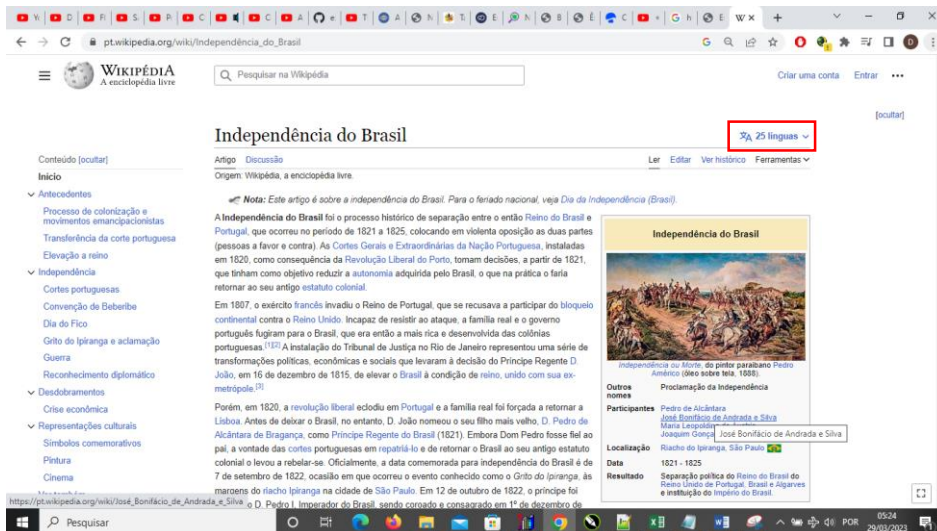 pt.wikipedia.org/wiki/Independência_do_Brasil
WIKIPÉDIA
A enciclopédia livre
Pesquisar na Wikipédia
Criar uma conta Entrar
[ocultar]
Independência do Brasil
25 línguas
Conteúdo [ocultar]
Início
Antecedentes
Processo de colonização e
movimentos emancipacionistas
Transferência da corte portuguesa
Elevação a reino
Independência
Cortes portuguesas
Convenção de Beberibe
Dia do Fico
Grito do Ipiranga e aclamação
Guerra
Reconhecimento diplomático
Desdobramentos
Crise econômica
Representações culturais
Símbolos comemorativos
Pintura
Cinema
Artigo Discussão
Ler Editar Ver histórico Ferramentas
Origem: Wikipédia, a enciclopédia livre.
Nota: Este artigo é sobre a independência do Brasil. Para o feriado nacional, veja Dia da Independência (Brasil).
A Independência do Brasil foi o processo histórico de separação entre o então Reino do Brasil e
Portugal, que ocorreu no período de 1821 a 1825, colocando em violenta oposição as duas partes
(pessoas a favor e contra). As Cortes Gerais e Extraordinárias da Nação Portuguesa, instaladas
em 1820, como consequência da Revolução Liberal do Porto, tomam decisões, a partir de 1821,
que tinham como objetivo reduzir a autonomia adquirida pelo Brasil, o que na prática o faria
retornar ao seu antigo estatuto colonial.
Em 1807, o exército francês invadiu o Reino de Portugal, que se recusava a participar do bloqueio
continental contra o Reino Unido. Incapaz de resistir ao ataque, a família real e o governo
português fugiram para o Brasil, que era então a mais rica e desenvolvida das colônias
portuguesas.[1][2] A instalação do Tribunal de Justiça no Rio de Janeiro representou uma série de
transformações políticas, econômicas e sociais que levaram à decisão do Príncipe Regente D.
João, em 16 de dezembro de 1815, de elevar o Brasil à condição de reino, unido com sua ex-
metrópole.[3]
Porém, em 1820, a revolução liberal eclodiu em Portugal e a família real foi forçada a retornar a
Lisboa. Antes de deixar o Brasil, no entanto, D. João nomeou o seu filho mais velho, D. Pedro de
Alcântara de Bragança, como Príncipe Regente do Brasil (1821). Embora Dom Pedro fosse fiel ao
pai, a vontade das cortes portuguesas em repatriá-lo e de retornar o Brasil ao seu antigo estatuto
colonial o levou a rebelar-se. Oficialmente, a data comemorada para independência do Brasil é de
7 de setembro de 1822, ocasião em que ocorreu o evento conhecido como o Grito do Ipiranga, às
margens do riacho Ipiranga na cidade de São Paulo. Em 12 de outubro de 1822, o príncipe foi
o D. Pedro I, Imperador do Brasil, sendo coroado e consagrado em 1º de dezembro de
Independência do Brasil
Independência ou Morte, do pintor paraibano Pedro
Américo (óleo sobre tela, 1888).
Outros nomes Proclamação da Independência
Participantes Pedro de Alcântara
José Bonifácio de Andrada e Silva
Maria Leopoldina
Joaquim Gonça
José Bonifácio de Andrada e Silva
Localização Riacho do Ipiranga, São Paulo
Data 1821 - 1825
Resultado Separação política do Reino do Brasil do
Reino Unido de Portugal, Brasil e Algarves
e instituição do Império do Brasil.
https://pt.wikipedia.org/wiki/José_Bonifácio_de_Andrada_e_Silva
Pesquisar
POR
05:24
29/03/2023